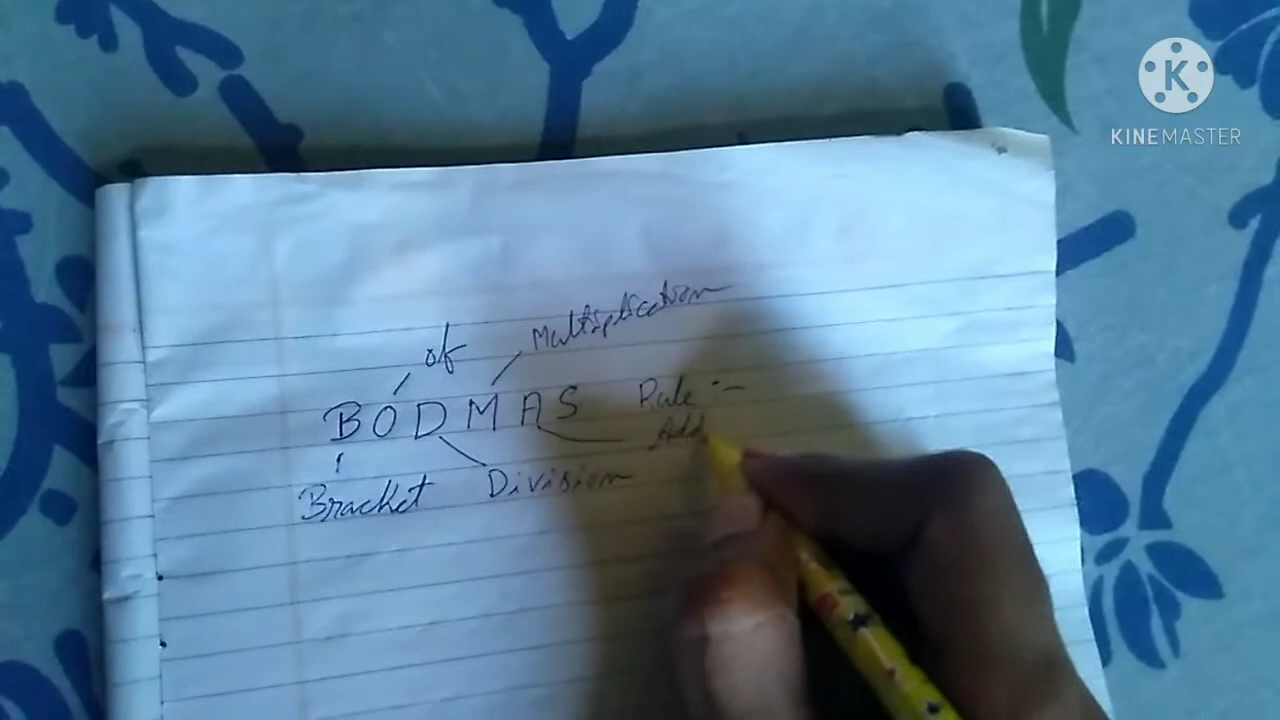 KINEMASTER
of Multiplication
BODMAS Rule :-
Add
Bracket Division